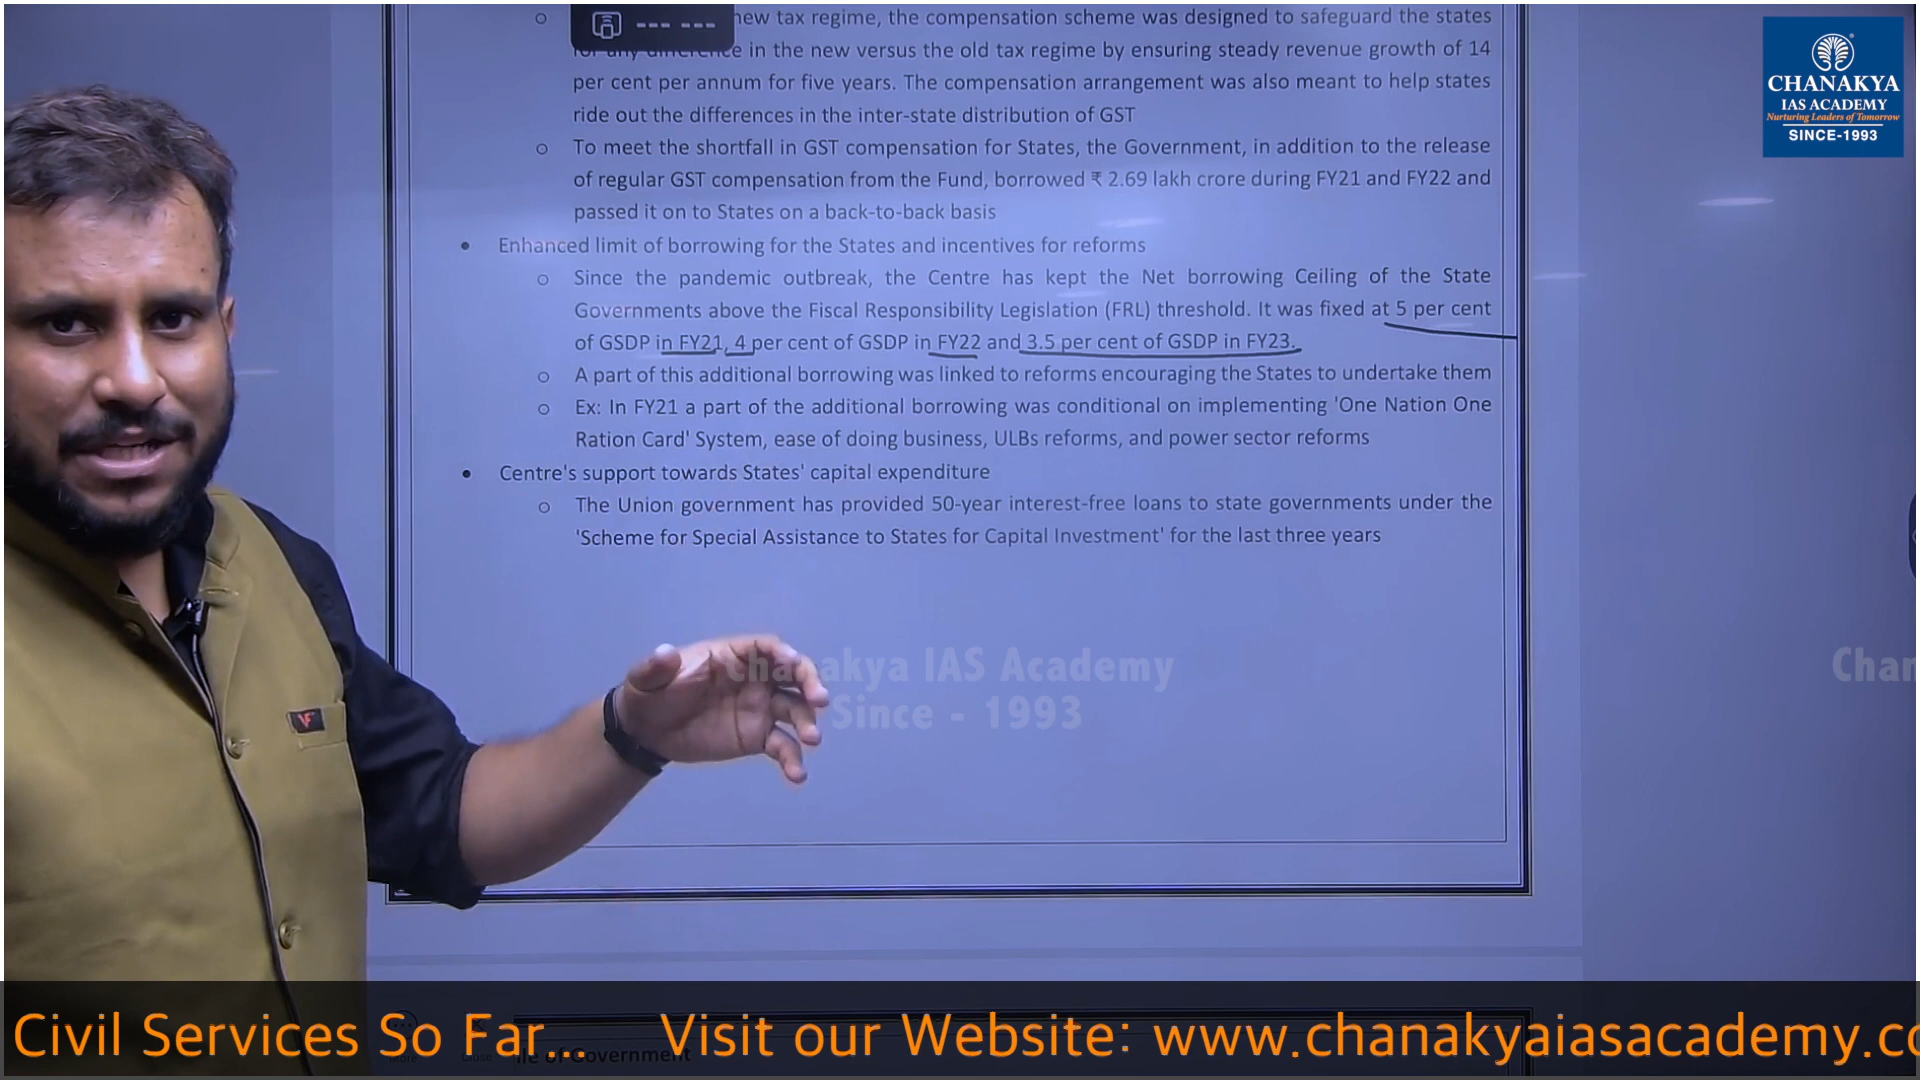 new tax regime, the compensation scheme was designed to safeguard the states
for any difference in the new versus the old tax regime by ensuring steady revenue growth of 14
per cent per annum for five years. The compensation arrangement was also meant to help states
ride out the differences in the inter-state distribution of GST
o To meet the shortfall in GST compensation for States, the Government, in addition to the release
of regular GST compensation from the Fund, borrowed ₹ 2.69 lakh crore during FY21 and FY22 and
passed it on to States on a back-to-back basis
• Enhanced limit of borrowing for the States and incentives for reforms
o Since the pandemic outbreak, the Centre has kept the Net borrowing Ceiling of the State
Governments above the Fiscal Responsibility Legislation (FRL) threshold. It was fixed at 5 per cent
of GSDP in FY21, 4 per cent of GSDP in FY22 and 3.5 per cent of GSDP in FY23.
o A part of this additional borrowing was linked to reforms encouraging the States to undertake them
o Ex: In FY21 a part of the additional borrowing was conditional on implementing 'One Nation One
Ration Card' System, ease of doing business, ULBs reforms, and power sector reforms
• Centre's support towards States' capital expenditure
o The Union government has provided 50-year interest-free loans to state governments under the
'Scheme for Special Assistance to States for Capital Investment' for the last three years
CHANAKYA
IAS ACADEMY
Nurturing Leaders of Tomorrow
SINCE-1993
Chanakya IAS Academy
Since - 1993
Chan
VF
of Government
Civil Services So Far... Visit our Website: www.chanakyaiasacademy.co